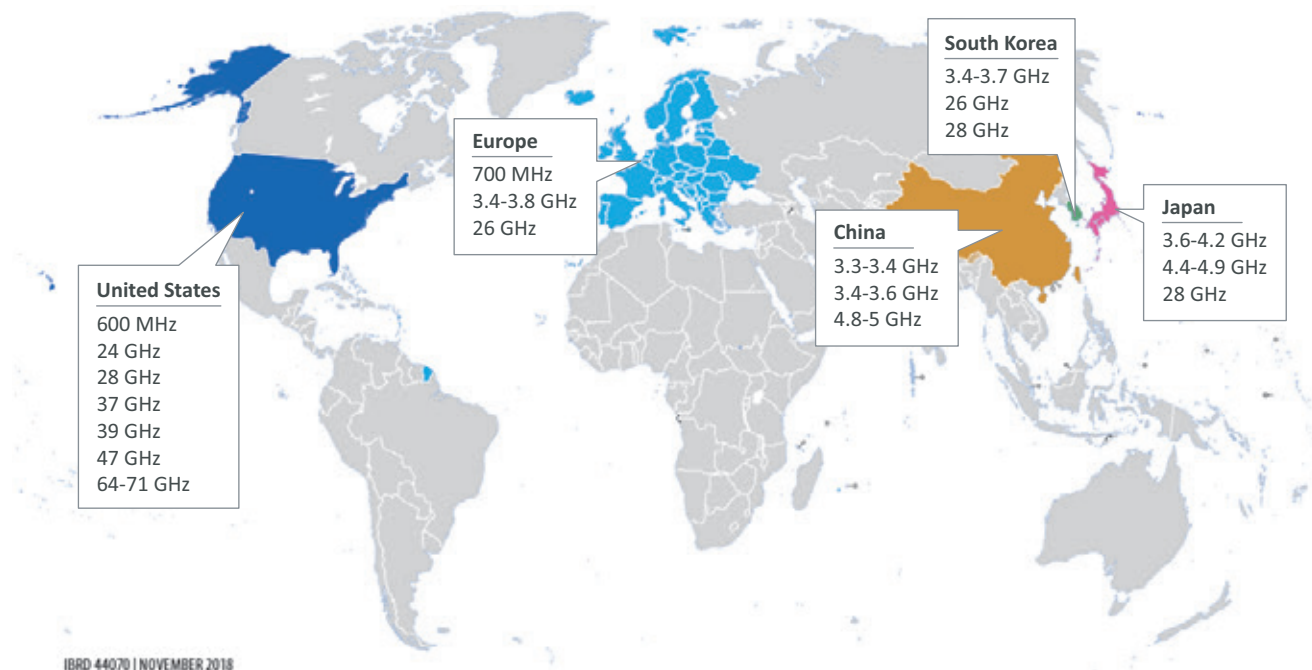 South Korea
3.4-3.7 GHz
26 GHz
28 GHz
Europe
700 MHz
3.4-3.8 GHz
26 GHz
Japan
3.6-4.2 GHz
4.4-4.9 GHz
28 GHz
China
3.3-3.4 GHz
3.4-3.6 GHz
4.8-5 GHz
United States
600 MHz
24 GHz
28 GHz
37 GHz
39 GHz
47 GHz
64-71 GHz
IBRD 44070 | NOVEMBER 2018